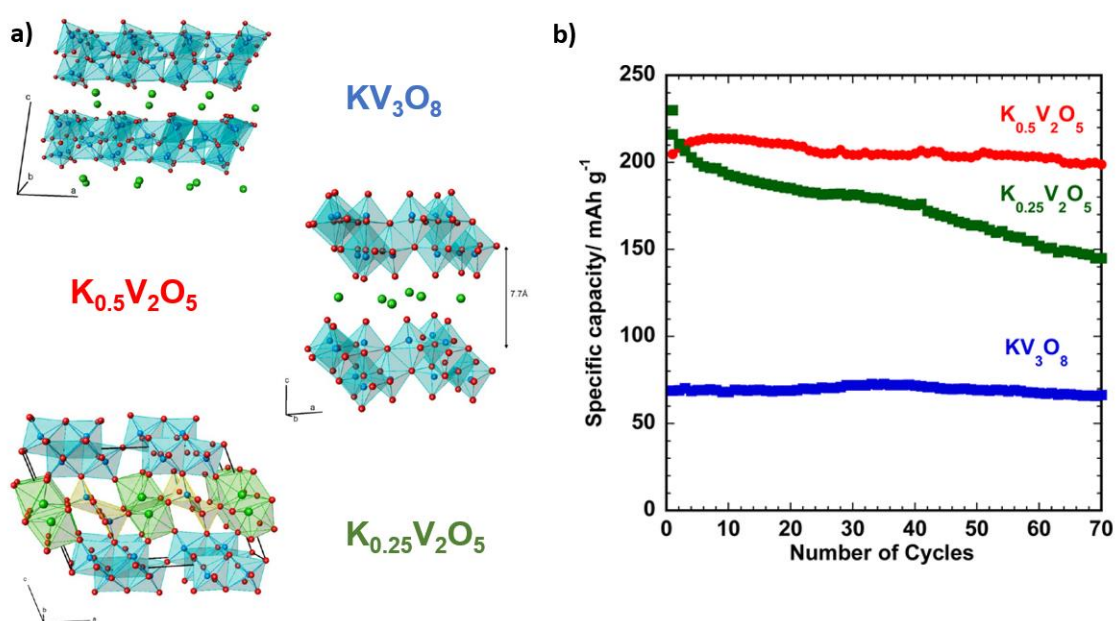 a)
c
b
a
KV₃O₈
K₀.₅V₂O₅
7.7Å
c
b
a
K₀.₂₅V₂O₅
c
b
a
b)
250
200
150
100
50
0
Specific capacity/ mAh g⁻¹
K₀.₅V₂O₅
K₀.₂₅V₂O₅
KV₃O₈
0 10 20 30 40 50 60 70
Number of Cycles